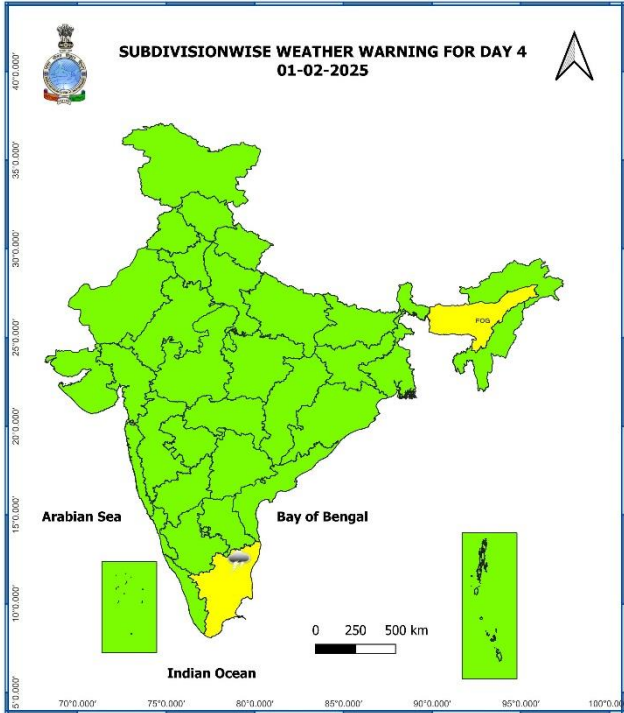 SUBDIVISIONWISE WEATHER WARNING FOR DAY 4
01-02-2025
40°0.000'
35°0.000'
30°0.000'
25°0.000'
20°0.000'
15°0.000'
10°0.000'
5°0.000'
FOG
Arabian Sea
Bay of Bengal
0 250 500 km
Indian Ocean
70°0.000' 75°0.000' 80°0.000' 85°0.000' 90°0.000' 95°0.000' 100°0.000'